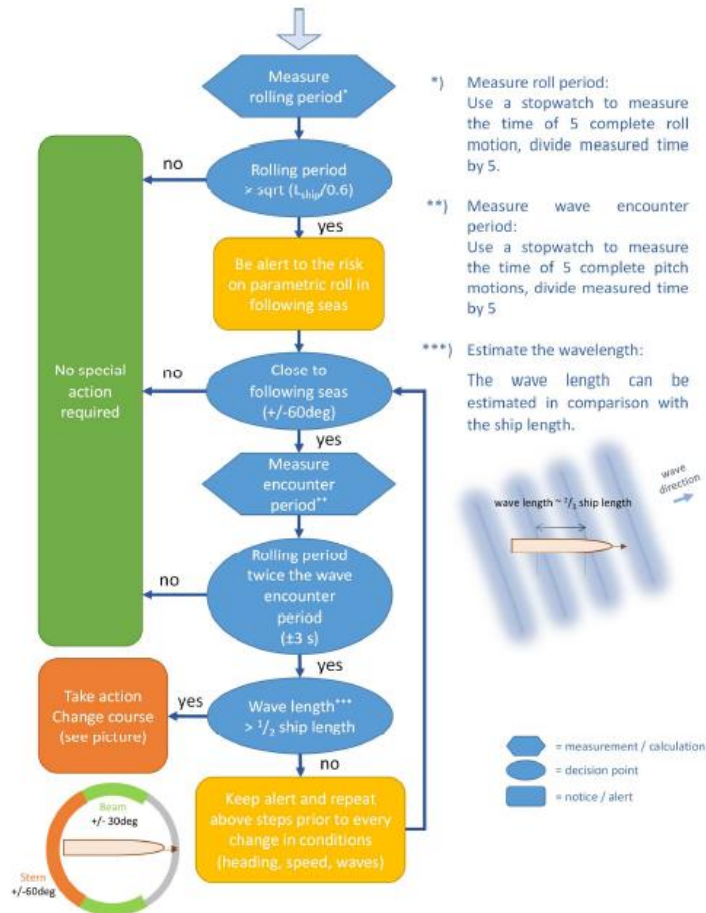 Measure
rolling period*
no
Rolling period
> sqrt (Lship/0.6)
yes
Be alert to the risk
on parametric roll in
following seas
No special
action
required
no
Close to
following seas
(+/-60deg)
yes
Measure
encounter
period**
no
Rolling period
twice the wave
encounter
period
(±3 s)
yes
Take action
Change course
(see picture)
yes
Wave length***
> 1/2 ship length
no
Keep alert and repeat
above steps prior to every
change in conditions
(heading, speed, waves)
Beam
+/- 30deg
Stern
+/-60deg
*) Measure roll period:
Use a stopwatch to measure
the time of 5 complete roll
motion, divide measured time
by 5.
**) Measure wave encounter
period:
Use a stopwatch to measure
the time of 5 complete pitch
motions, divide measured time
by 5
***) Estimate the wavelength:
The wave length can be
estimated in comparison with
the ship length.
wave
direction
wave length ~ ship length
= measurement / calculation
= decision point
= notice / alert